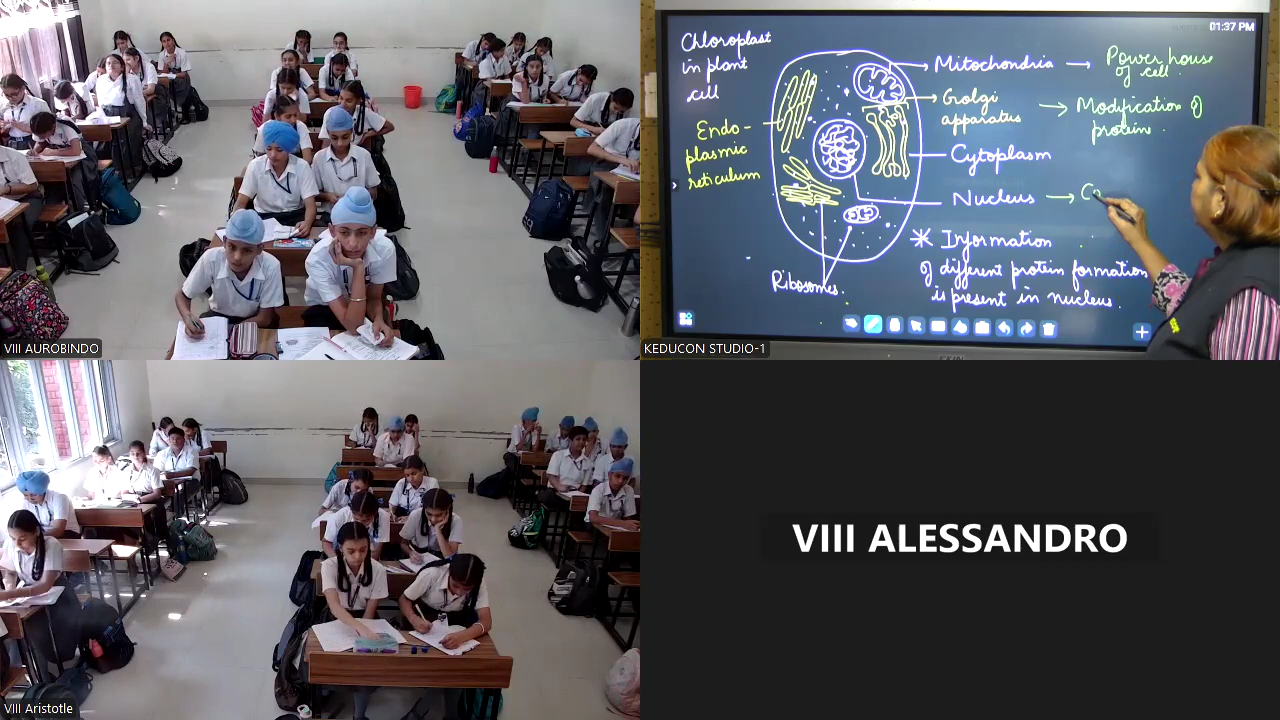 VIII AUROBINDO
01:37 PM
Chloroplast
in plant
cell
Endo-
plasmic
reticulum
Mitochondria → Power house
of cell.
Golgi
apparatus → Modification of
protein.
Cytoplasm
Nucleus →
Ribosomes.
* Information
of different protein formation
is present in nucleus.
KEDUCON STUDIO-1
VIII Aristotle
VIII ALESSANDRO